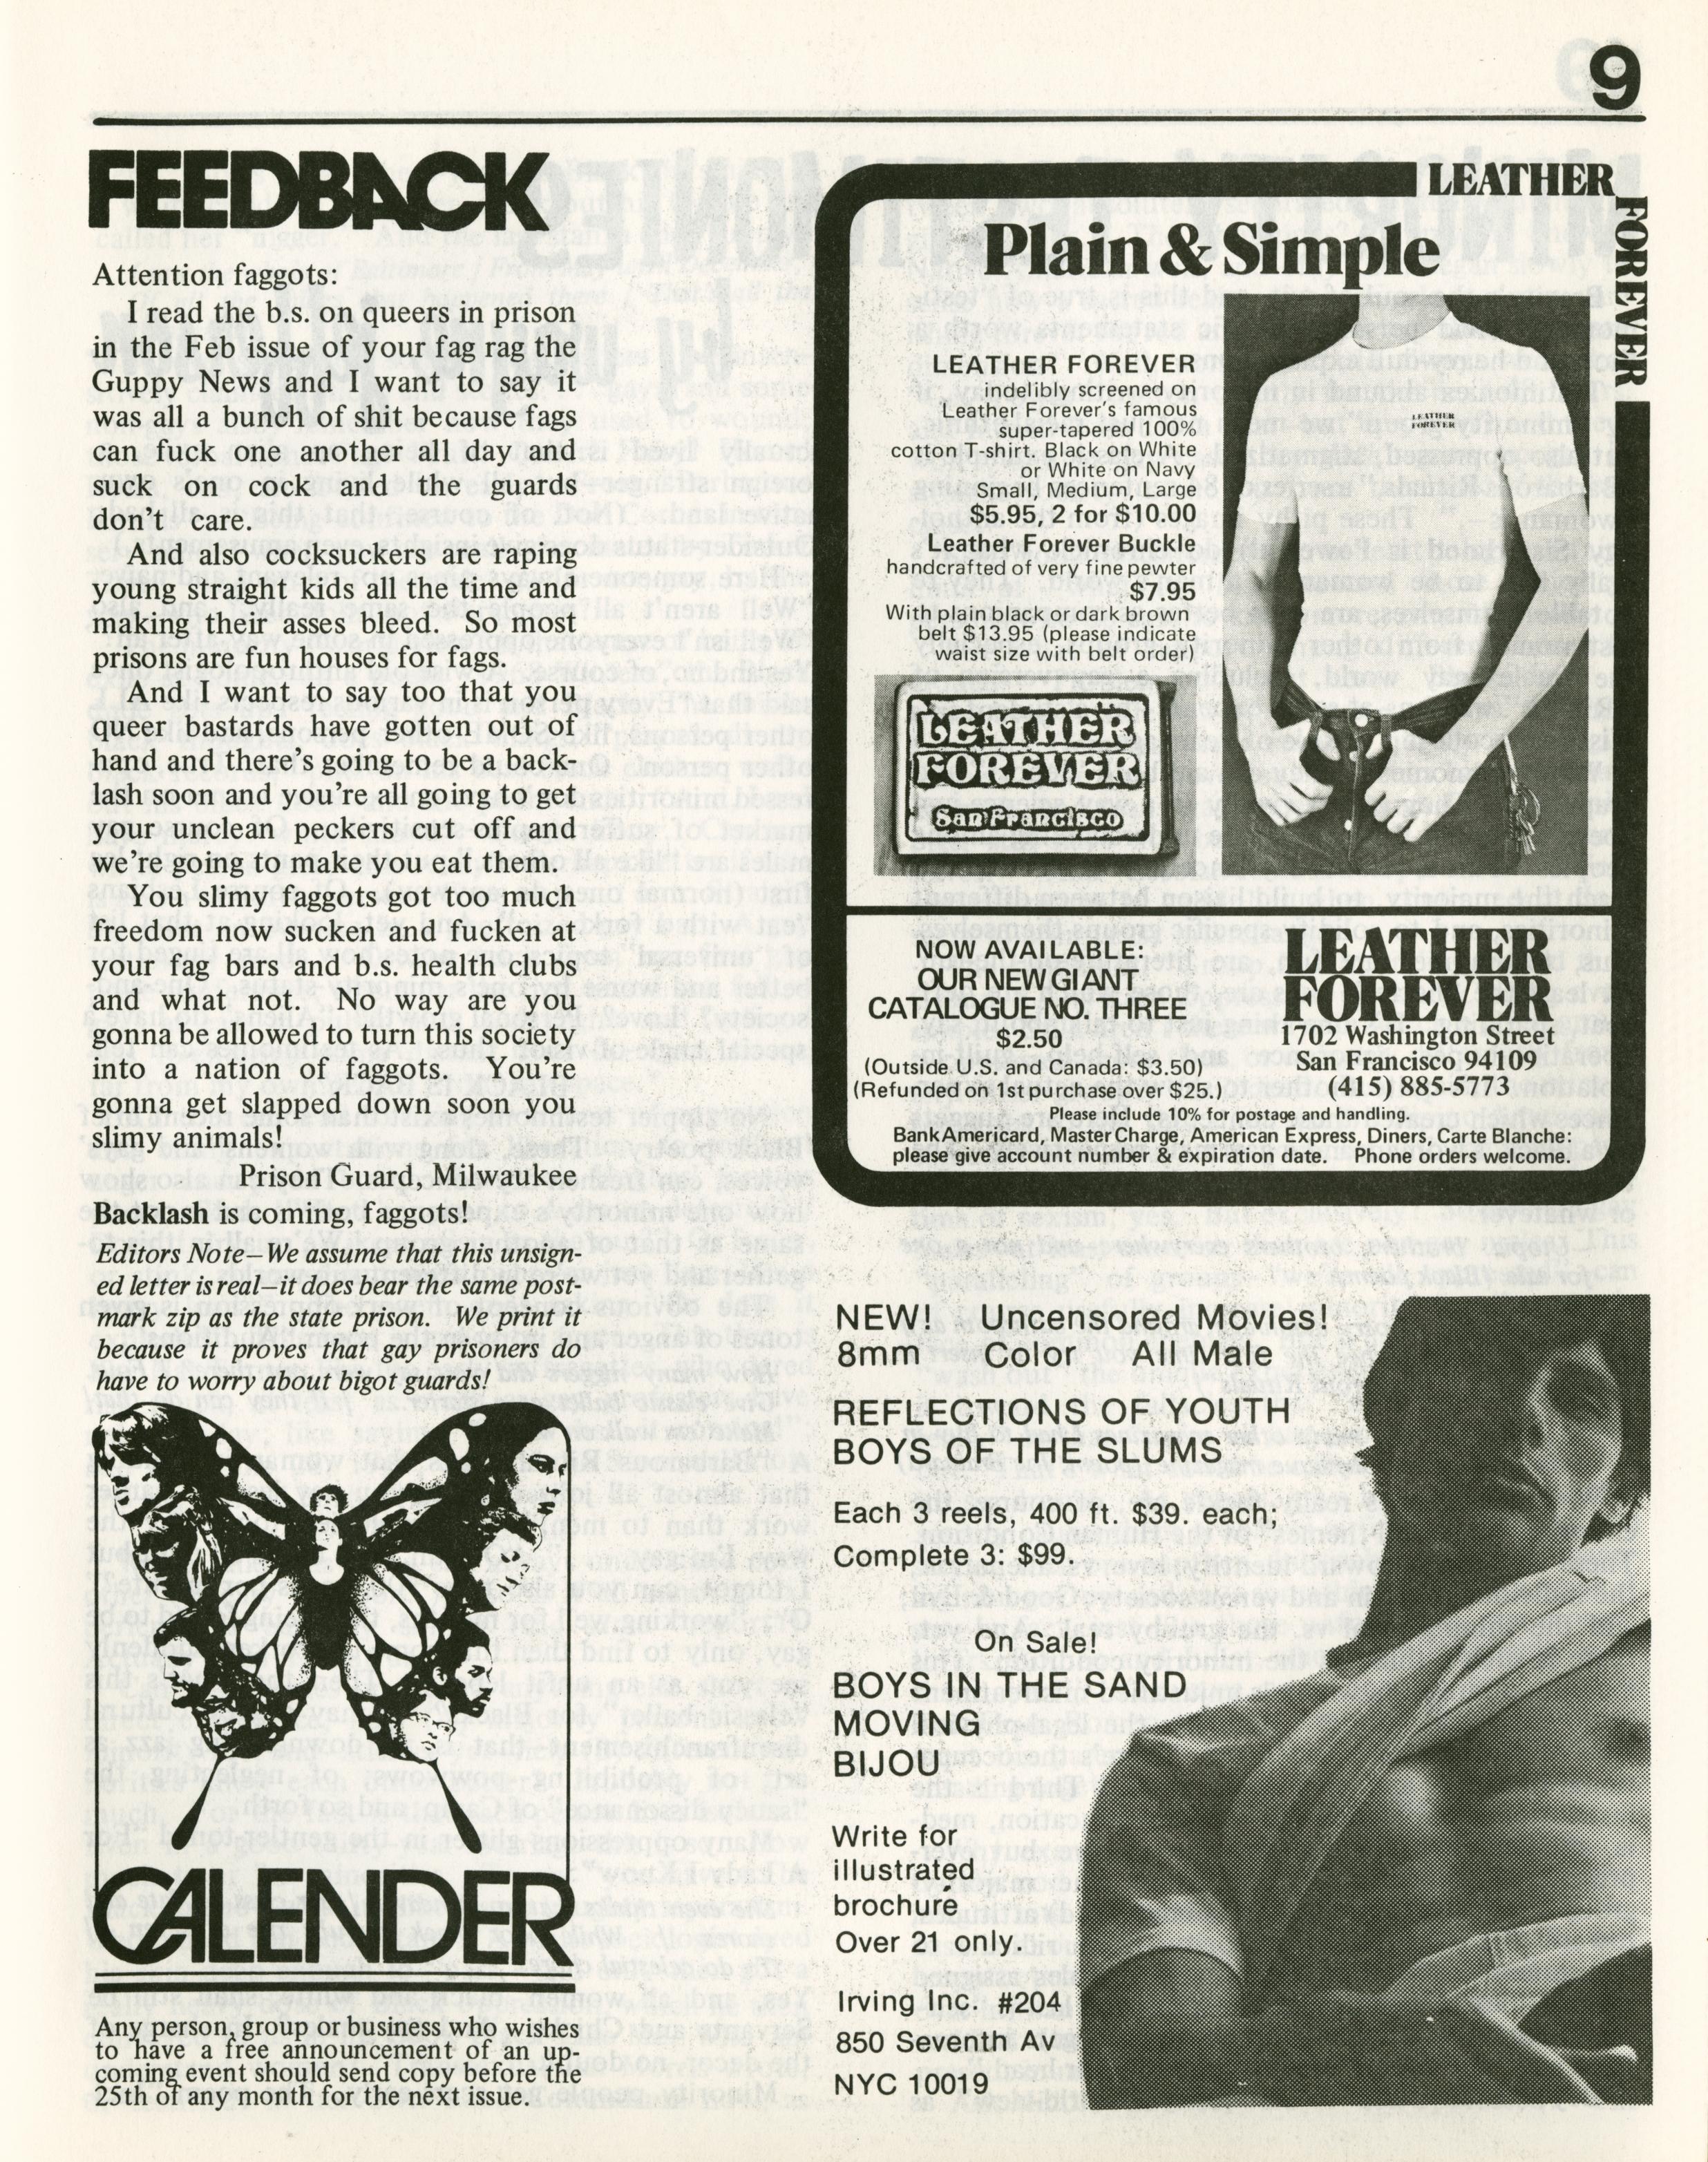 9
FEEDBACK
Attention faggots:
I read the b.s. on queers in prison
in the Feb issue of your fag rag the
Guppy News and I want to say it
was all a bunch of shit because fags
can fuck one another all day and
suck on cock and the guards
don't care.
And also cocksuckers are raping
young straight kids all the time and
making their asses bleed. So most
prisons are fun houses for fags.
And I want to say too that you
queer bastards have gotten out of
hand and there's going to be a back-
lash soon and you're all going to get
your unclean peckers cut off and
we're going to make you eat them.
You slimy faggots got too much
freedom now sucken and fucken at
your fag bars and b.s. health clubs
and what not. No way are you
gonna be allowed to turn this society
into a nation of faggots. You're
gonna get slapped down soon you
slimy animals!
Prison Guard, Milwaukee
Backlash is coming, faggots!
Editors Note—We assume that this unsign-
ed letter is real—it does bear the same post-
mark zip as the state prison. We print it
because it proves that gay prisoners do
have to worry about bigot guards!
CALENDER
Any person, group or business who wishes
to have a free announcement of an up-
coming event should send copy before the
25th of any month for the next issue.
LEATHER
FOREVER
Plain & Simple
LEATHER FOREVER
indelibly screened on
Leather Forever's famous
super-tapered 100%
cotton T-shirt. Black on White
or White on Navy
Small, Medium, Large
$5.95, 2 for $10.00
Leather Forever Buckle
handcrafted of very fine pewter
$7.95
With plain black or dark brown
belt $13.95 (please indicate
waist size with belt order)
LEATHER
FOREVER
LEATHER
FOREVER
San Francisco
NOW AVAILABLE:
OUR NEW GIANT
CATALOGUE NO. THREE
$2.50
(Outside U.S. and Canada: $3.50)
(Refunded on 1st purchase over $25.)
LEATHER
FOREVER
1702 Washington Street
San Francisco 94109
(415) 885-5773
Please include 10% for postage and handling.
BankAmericard, Master Charge, American Express, Diners, Carte Blanche:
please give account number & expiration date. Phone orders welcome.
NEW! Uncensored Movies!
8mm Color All Male
REFLECTIONS OF YOUTH
BOYS OF THE SLUMS
Each 3 reels, 400 ft. $39. each;
Complete 3: $99.
On Sale!
BOYS IN THE SAND
MOVING
BIJOU
Write for
illustrated
brochure
Over 21 only.
Irving Inc. #204
850 Seventh Av
NYC 10019